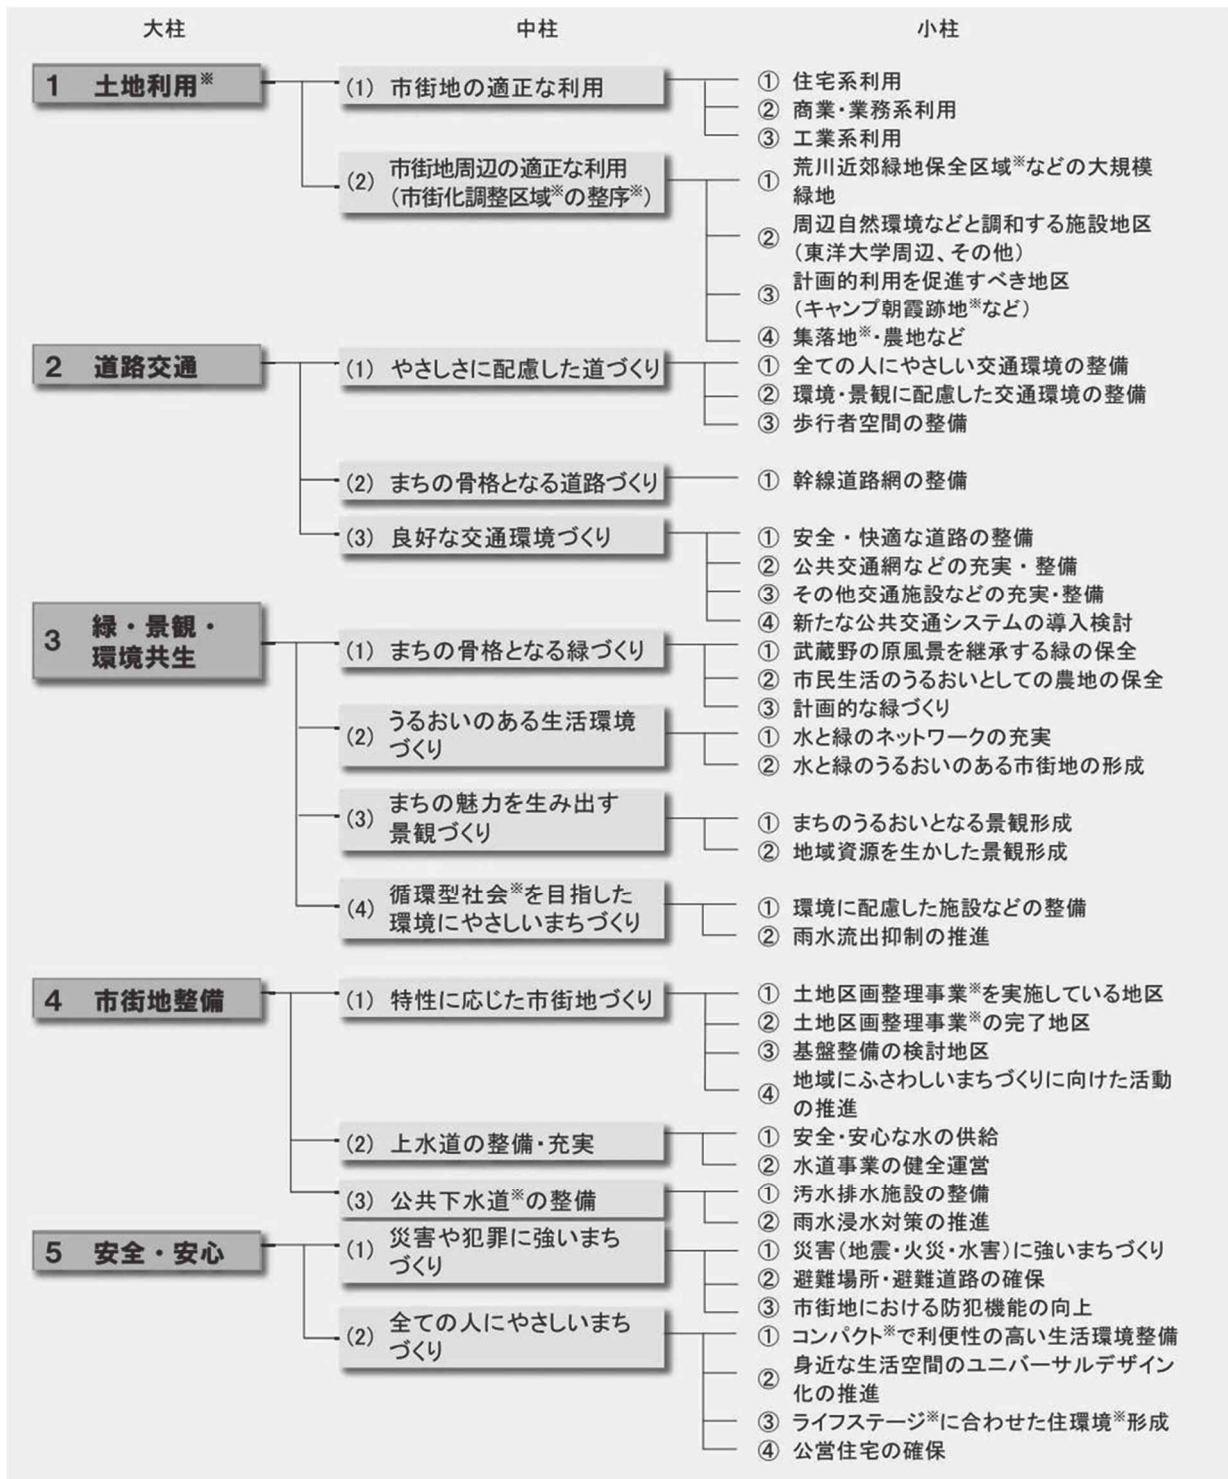 大柱 中柱 小柱
1 土地利用※
(1) 市街地の適正な利用
① 住宅系利用
② 商業・業務系利用
③ 工業系利用
(2) 市街地周辺の適正な利用
(市街化調整区域※の整序※)
① 荒川近郊緑地保全区域※などの大規模
緑地
② 周辺自然環境などと調和する施設地区
(東洋大学周辺、その他)
③ 計画的利用を促進すべき地区
(キャンプ朝霞跡地※など)
④ 集落地※・農地など
2 道路交通
(1) やさしさに配慮した道づくり
① 全ての人にやさしい交通環境の整備
② 環境・景観に配慮した交通環境の整備
③ 歩行者空間の整備
(2) まちの骨格となる道路づくり
① 幹線道路網の整備
(3) 良好な交通環境づくり
① 安全・快適な道路の整備
② 公共交通網などの充実・整備
③ その他交通施設などの充実・整備
④ 新たな公共交通システムの導入検討
3 緑・景観・
環境共生
(1) まちの骨格となる緑づくり
① 武蔵野の原風景を継承する緑の保全
② 市民生活のうるおいとしての農地の保全
③ 計画的な緑づくり
(2) うるおいのある生活環境
づくり
① 水と緑のネットワークの充実
② 水と緑のうるおいのある市街地の形成
(3) まちの魅力を生み出す
景観づくり
① まちのうるおいとなる景観形成
② 地域資源を生かした景観形成
(4) 循環型社会※を目指した
環境にやさしいまちづくり
① 環境に配慮した施設などの整備
② 雨水流出抑制の推進
4 市街地整備
(1) 特性に応じた市街地づくり
① 土地区画整理事業※を実施している地区
② 土地区画整理事業※の完了地区
③ 基盤整備の検討地区
④ 地域にふさわしいまちづくりに向けた活動
の推進
(2) 上水道の整備・充実
① 安全・安心な水の供給
② 水道事業の健全運営
(3) 公共下水道※の整備
① 汚水排水施設の整備
② 雨水浸水対策の推進
5 安全・安心
(1) 災害や犯罪に強いまち
づくり
① 災害(地震・火災・水害)に強いまちづくり
② 避難場所・避難道路の確保
③ 市街地における防犯機能の向上
(2) 全ての人にやさしいまち
づくり
① コンパクト※で利便性の高い生活環境整備
② 身近な生活空間のユニバーサルデザイン
化の推進
③ ライフステージ※に合わせた住環境※形成
④ 公営住宅の確保